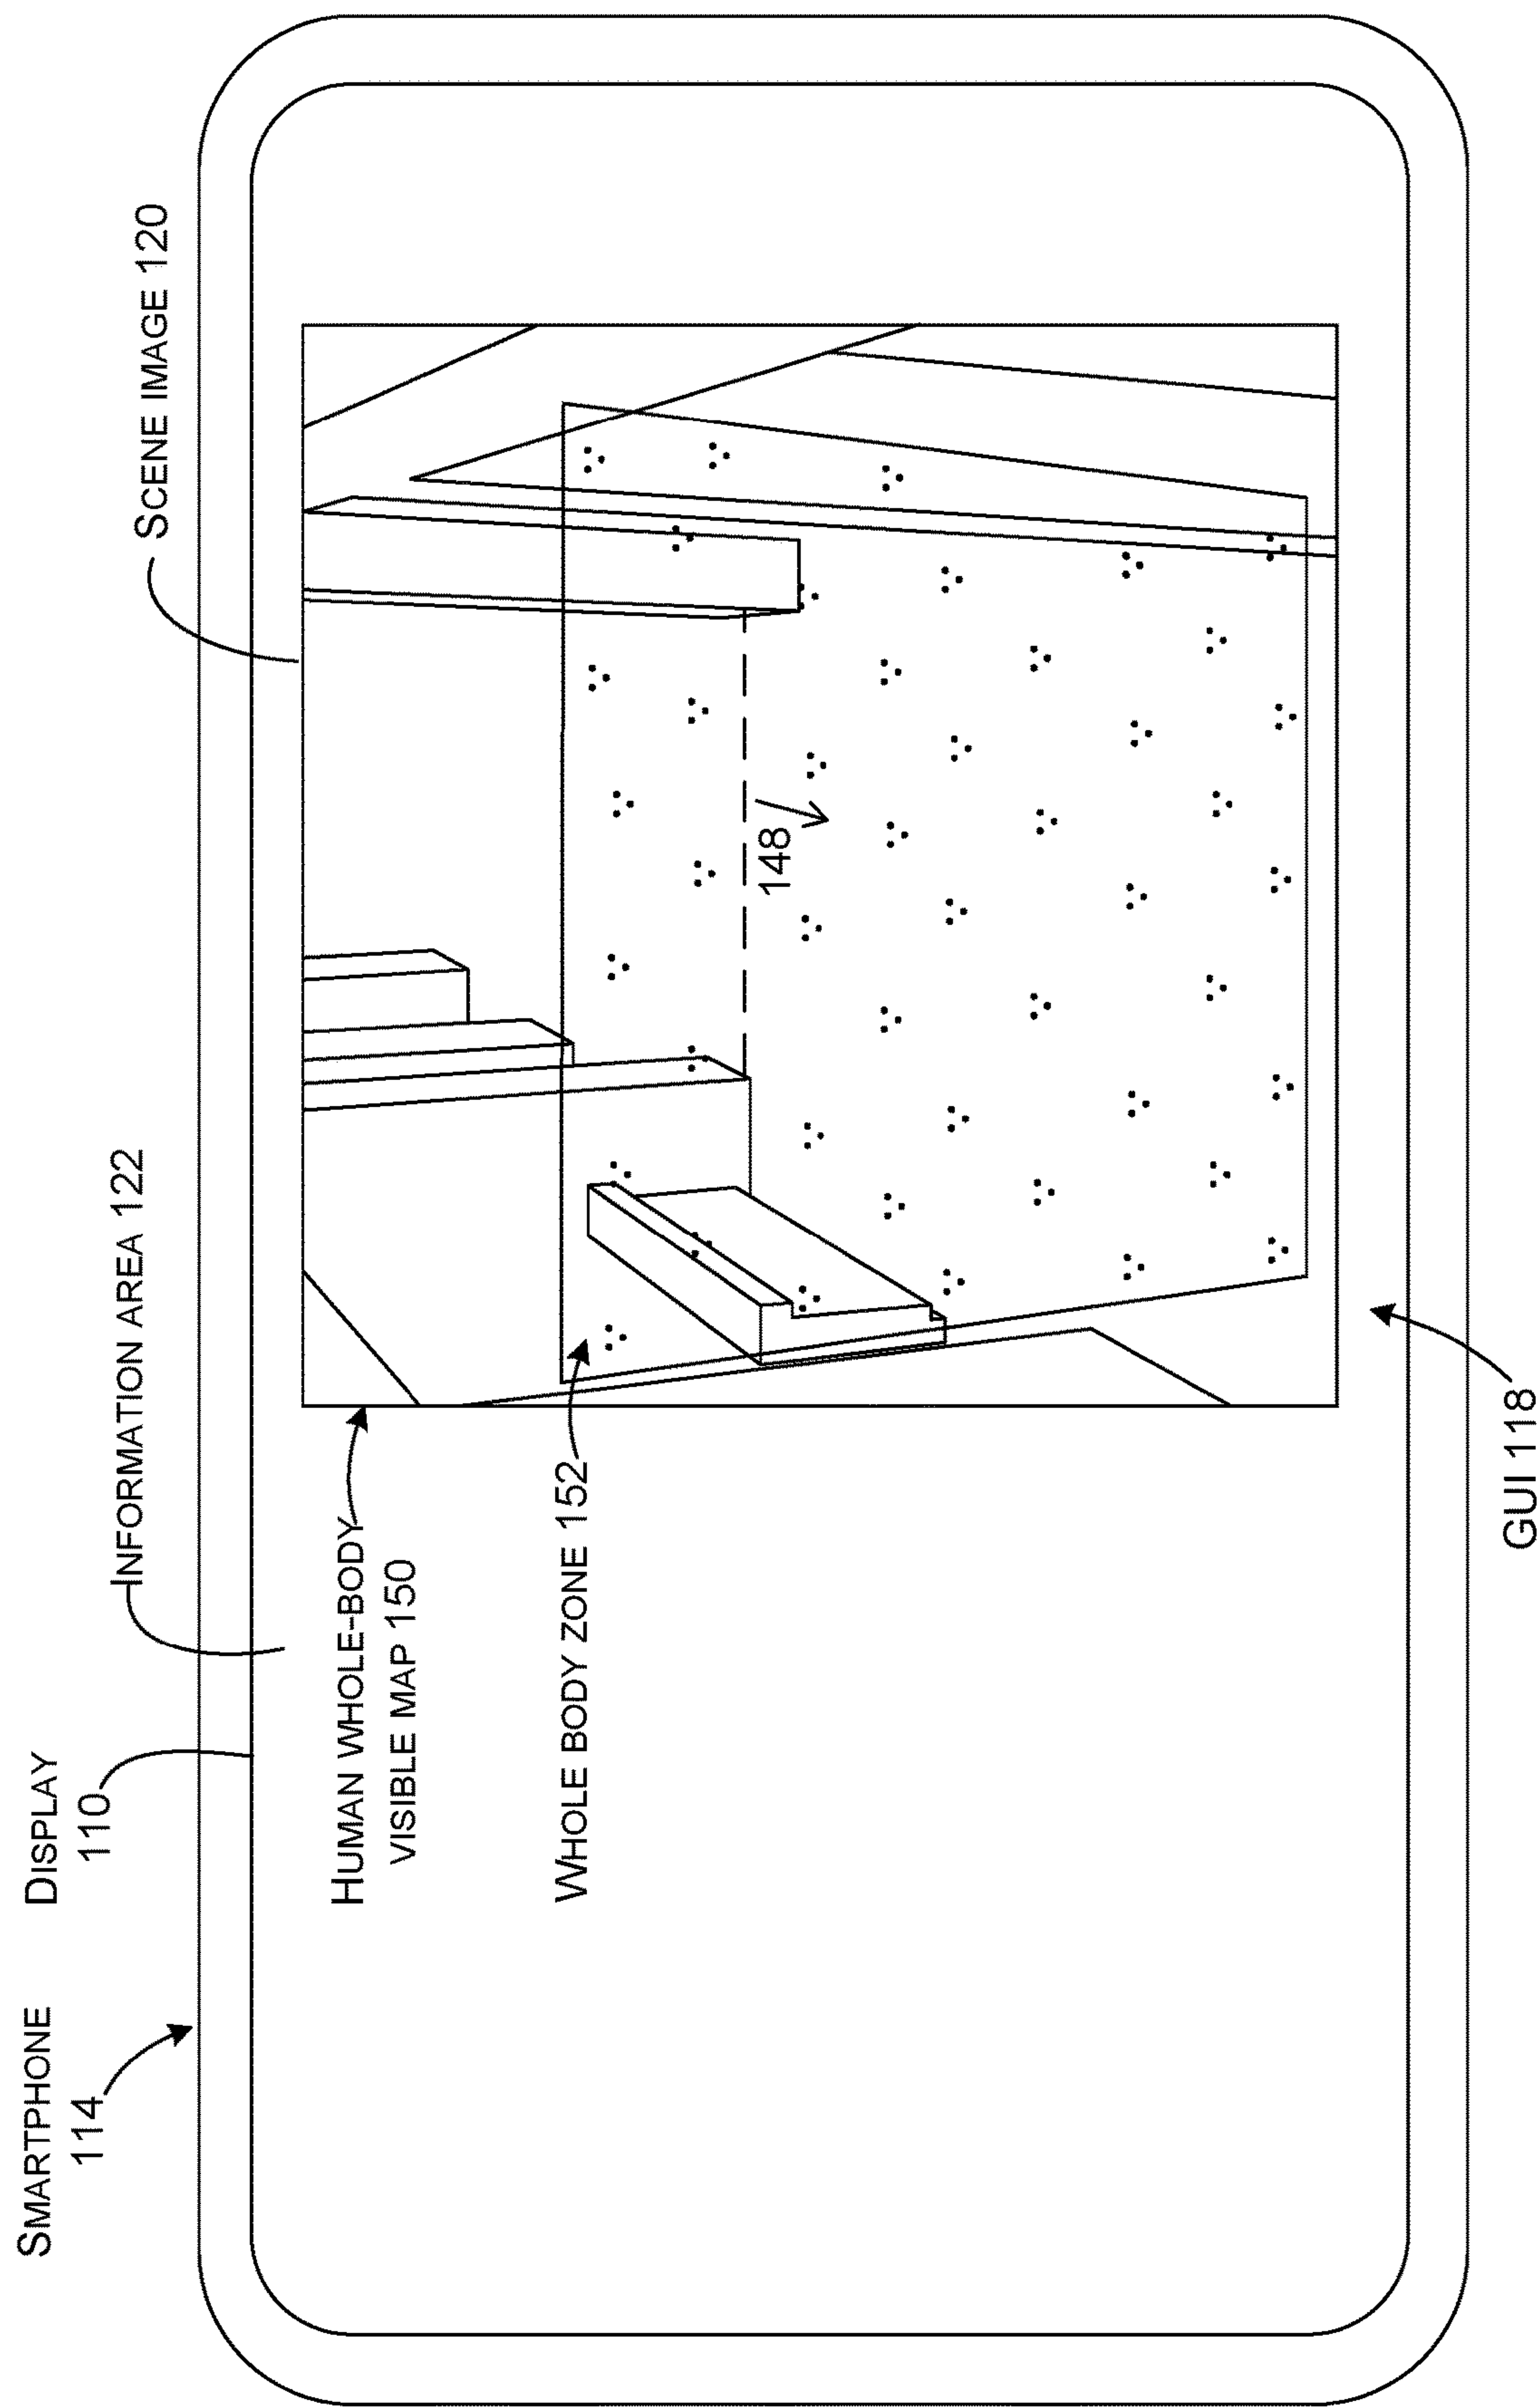 SMARTPHONE
114
DISPLAY
110
INFORMATION AREA 122
SCENE IMAGE 120
HUMAN WHOLE-BODY
VISIBLE MAP 150
WHOLE BODY ZONE 152
148
GUI 118